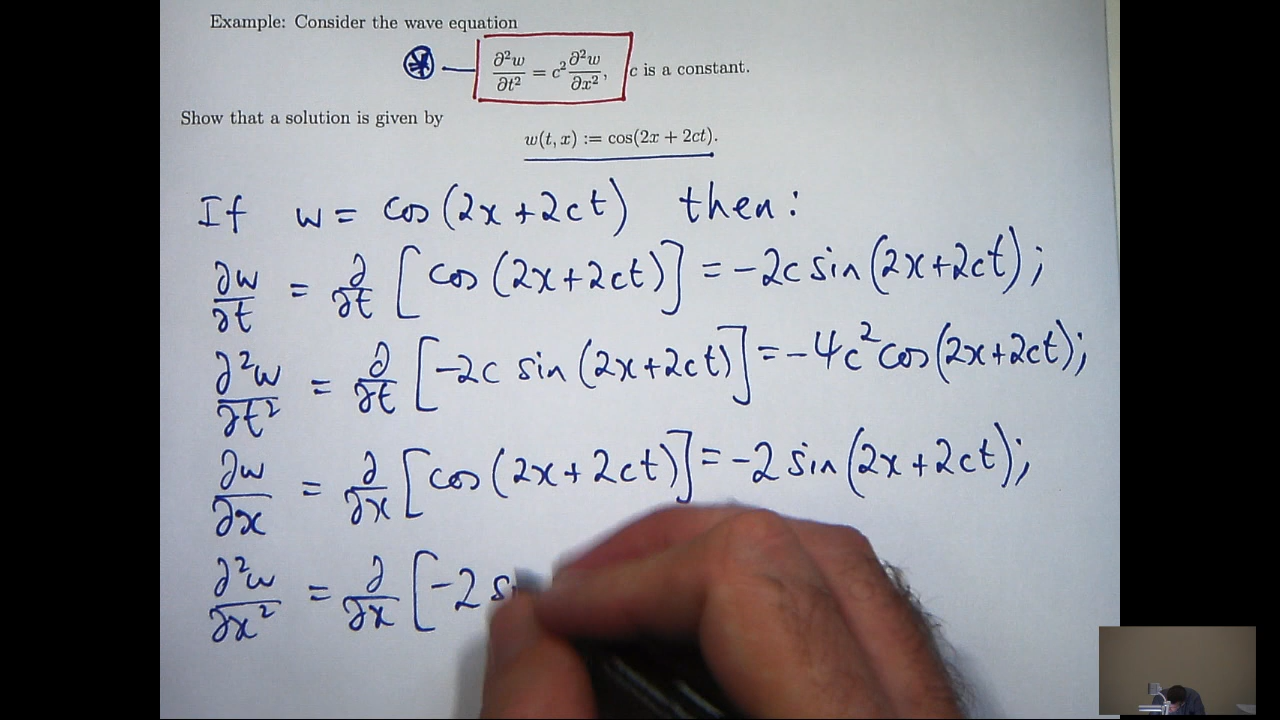 Example: Consider the wave equation
∂²w/∂t² = c² ∂²w/∂x², c is a constant.
Show that a solution is given by
w(t, x) := cos(2x + 2ct).
If w = cos(2x+2ct) then:
∂w/∂t = ∂/∂t [cos(2x+2ct)] = -2c sin(2x+2ct);
∂²w/∂t² = ∂/∂t [-2c sin(2x+2ct)] = -4c² cos(2x+2ct);
∂w/∂x = ∂/∂x [cos(2x+2ct)] = -2 sin(2x+2ct);
∂²w/∂x² = ∂/∂x [-2 s